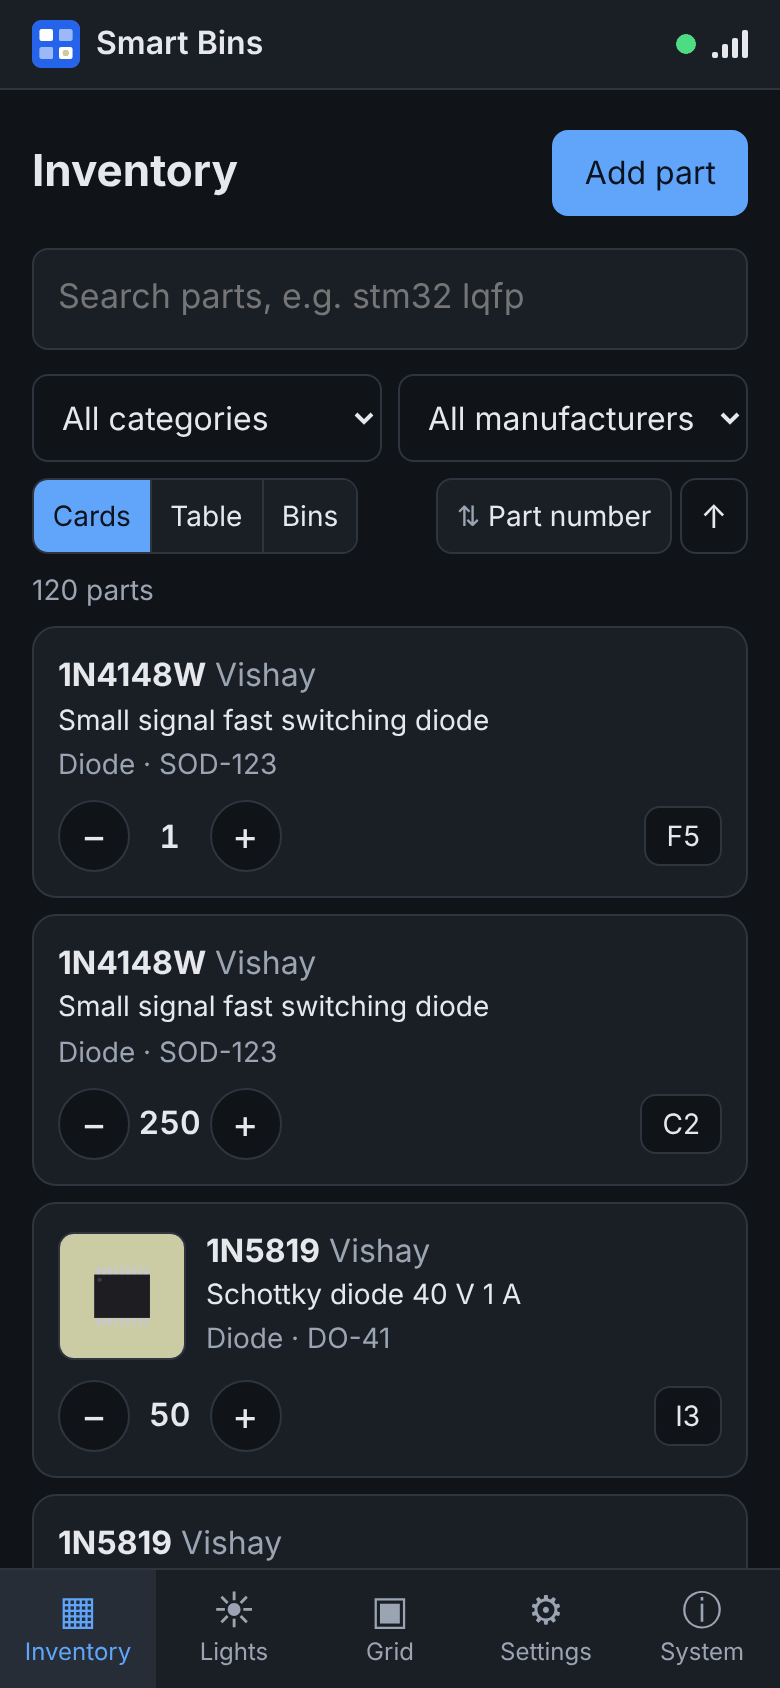 Smart Bins
Inventory
Add part
Search parts, e.g. stm32 lqfp
All categories
All manufacturers
Cards Table Bins
⇅ Part number ↑
120 parts
1N4148W Vishay
Small signal fast switching diode
Diode · SOD-123
− 1 + F5
1N4148W Vishay
Small signal fast switching diode
Diode · SOD-123
− 250 + C2
1N5819 Vishay
Schottky diode 40 V 1 A
Diode · DO-41
− 50 + I3
1N5819 Vishay
Inventory Lights Grid Settings System